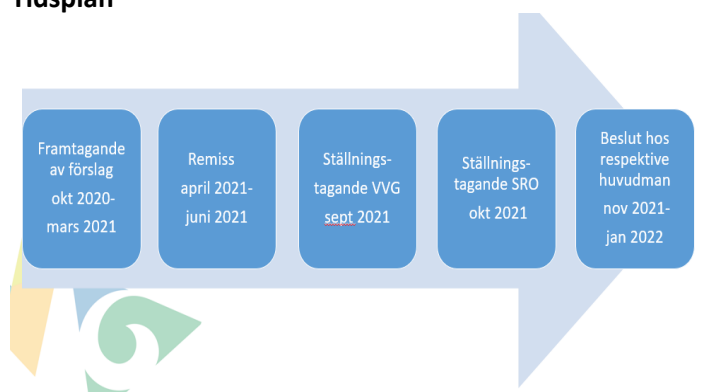 Tidsplan
Framtagande
av förslag
okt 2020-
mars 2021
Remiss
april 2021-
juni 2021
Ställnings-
tagande VVG
sept 2021
Ställnings-
tagande SRO
okt 2021
Beslut hos
respektive
huvudman
nov 2021-
jan 2022